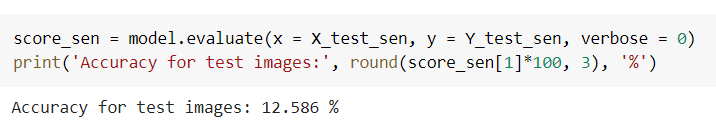 score_sen = model.evaluate(x = X_test_sen, y = Y_test_sen, verbose = 0)
print('Accuracy for test images:', round(score_sen[1]*100, 3), '%')
Accuracy for test images: 12.586 %